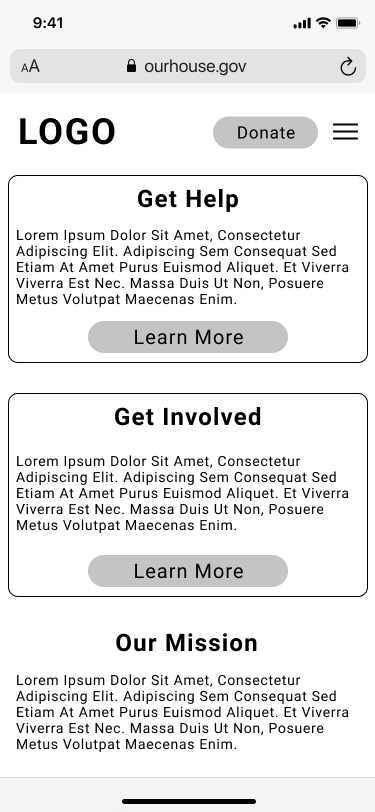 9:41
AA ourhouse.gov
LOGO Donate
Get Help
Lorem Ipsum Dolor Sit Amet, Consectetur
Adipiscing Elit. Adipiscing Sem Consequat Sed
Etiam At Amet Purus Euismod Aliquet. Et Viverra
Viverra Est Nec. Massa Duis Ut Non, Posuere
Metus Volutpat Maecenas Enim.
Learn More
Get Involved
Lorem Ipsum Dolor Sit Amet, Consectetur
Adipiscing Elit. Adipiscing Sem Consequat Sed
Etiam At Amet Purus Euismod Aliquet. Et Viverra
Viverra Est Nec. Massa Duis Ut Non, Posuere
Metus Volutpat Maecenas Enim.
Learn More
Our Mission
Lorem Ipsum Dolor Sit Amet, Consectetur
Adipiscing Elit. Adipiscing Sem Consequat Sed
Etiam At Amet Purus Euismod Aliquet. Et Viverra
Viverra Est Nec. Massa Duis Ut Non, Posuere
Metus Volutpat Maecenas Enim.